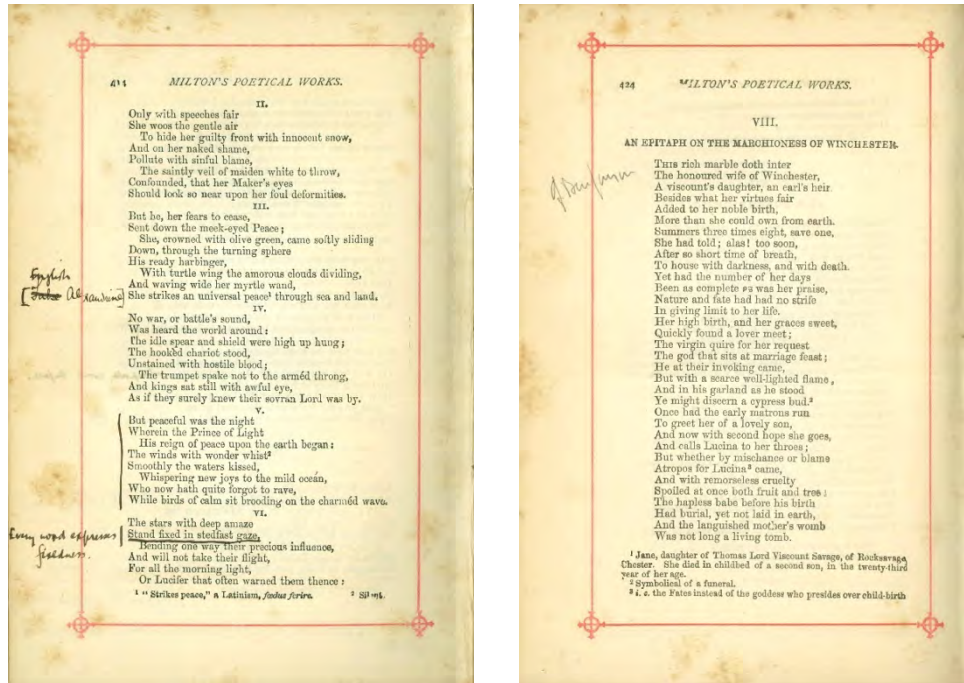 414 MILTON'S POETICAL WORKS.
II.
Only with speeches fair
She woos the gentle air
To hide her guilty front with innocent snow,
And on her naked shame,
Pollute with sinful blame,
The saintly veil of maiden white to throw,
Confounded, that her Maker's eyes
Should look so near upon her foul deformities.
III.
But he, her fears to cease,
Sent down the meek-eyed Peace;
She, crowned with olive green, came softly sliding
Down, through the turning sphere
His ready harbinger,
With turtle wing the amorous clouds dividing,
And waving wide her myrtle wand,
English
[False Alexandrine]
She strikes an universal peace¹ through sea and land.
IV.
No war, or battle's sound,
Was heard the world around:
The idle spear and shield were high up hung;
The hookèd chariot stood,
Unstained with hostile blood;
The trumpet spake not to the armèd throng,
And kings sat still with awful eye,
As if they surely knew their sovran Lord was by.
V.
But peaceful was the night
Wherein the Prince of Light
His reign of peace upon the earth began:
The winds with wonder whist²
Smoothly the waters kissed,
Whispering new joys to the mild oceán,
Who now hath quite forgot to rave,
While birds of calm sit brooding on the charmèd wave.
VI.
The stars with deep amaze
Every word expresses
fixedness.
Stand fixed in stedfast gaze,
Bending one way their precious influence,
And will not take their flight,
For all the morning light,
Or Lucifer that often warned them thence:
¹ "Strikes peace," a Latinism, fœdus ferire. ² Silent.
424 MILTON'S POETICAL WORKS.
VIII.
AN EPITAPH ON THE MARCHIONESS OF WINCHESTER.
THIS rich marble doth inter
The honoured wife of Winchester,
A viscount's daughter, an earl's heir.
Besides what her virtues fair
Added to her noble birth,
More than she could own from earth.
Summers three times eight, save one,
She had told; alas! too soon,
After so short time of breath,
To house with darkness, and with death.
Yet had the number of her days
Been as complete as was her praise,
Nature and fate had had no strife
In giving limit to her life.
Her high birth, and her graces sweet,
Quickly found a lover meet;
The virgin quire for her request
The god that sits at marriage feast;
He at their invoking came,
But with a scarce well-lighted flame,
And in his garland as he stood
Ye might discern a cypress bud.²
Once had the early matrons run
To greet her of a lovely son,
And now with second hope she goes,
And calls Lucina to her throes;
But whether by mischance or blame
Atropos for Lucina³ came,
And with remorseless cruelty
Spoiled at once both fruit and tree:
The hapless babe before his birth
Had burial, yet not laid in earth,
And the languished mother's womb
Was not long a living tomb.
¹ Jane, daughter of Thomas Lord Viscount Savage, of Rocksavage,
Chester. She died in childbed of a second son, in the twenty-third
year of her age.
² Symbolical of a funeral.
³ i. e. the Fates instead of the goddess who presides over child-birth